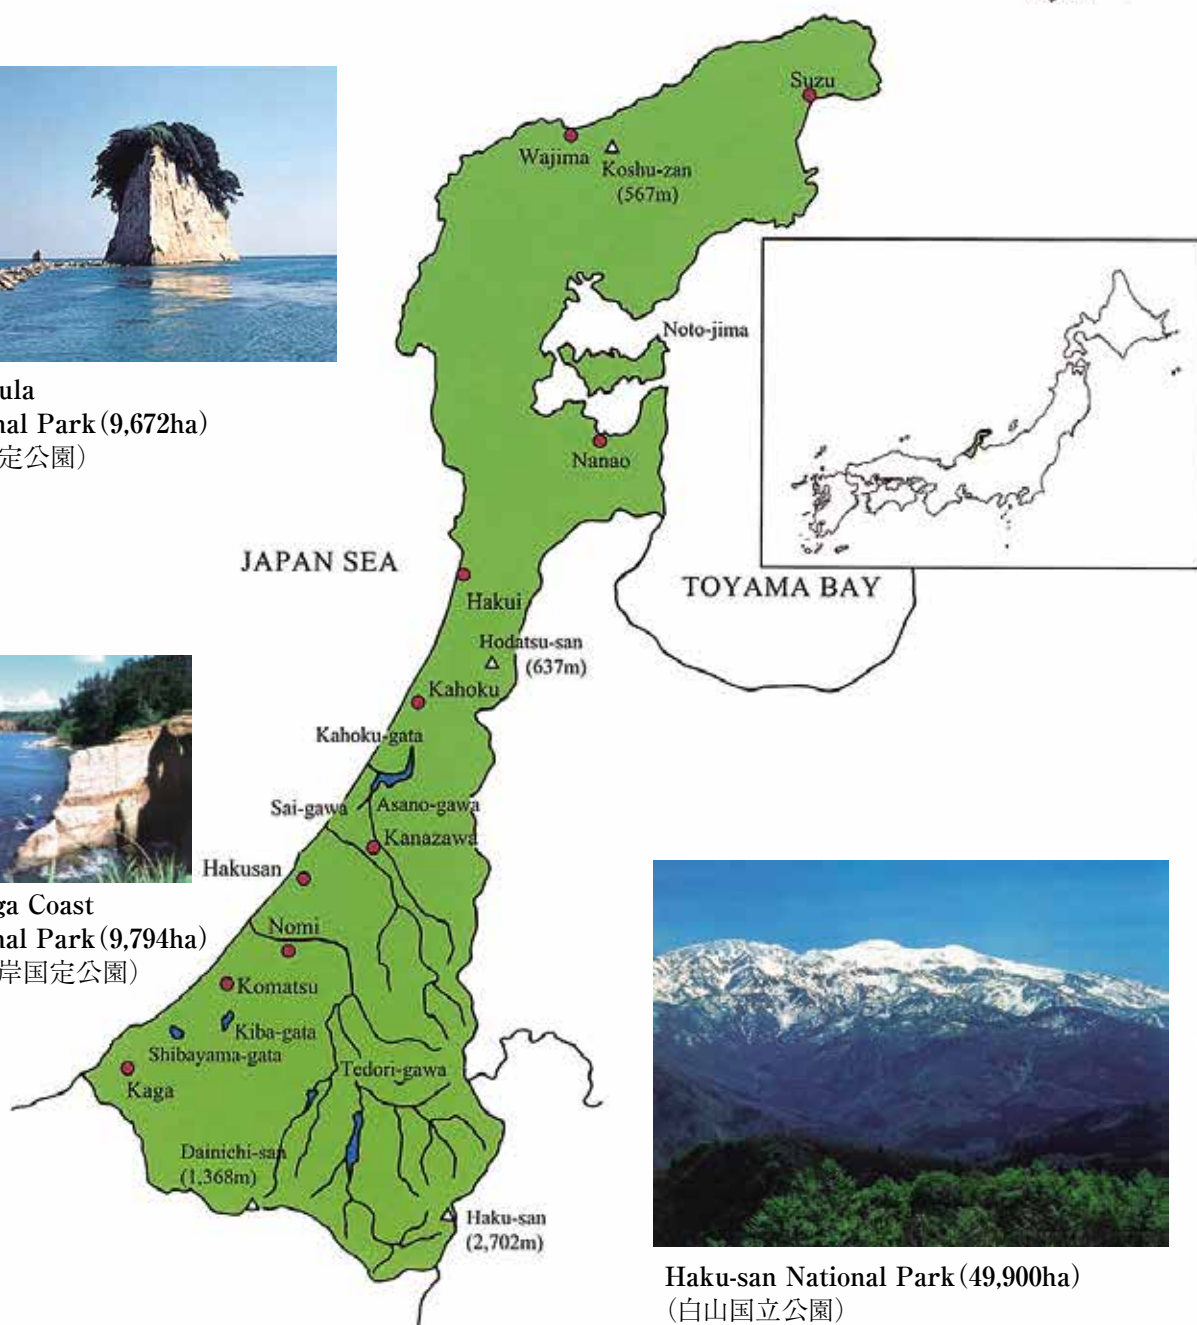 Suzu
Wajima
Koshu-zan
(567m)
Noto-jima
ula
nal Park(9,672ha)
定公園）
Nanao
JAPAN SEA
TOYAMA BAY
Hakui
Hodatsu-san
(637m)
Kahoku
Kahoku-gata
Sai-gawa
Asano-gawa
Kanazawa
Hakusan
ga Coast
nal Park(9,794ha)
岸国定公園）
Nomi
Komatsu
Kiba-gata
Shibayama-gata
Tedori-gawa
Kaga
Dainichi-san
(1,368m)
Haku-san
(2,702m)
Haku-san National Park(49,900ha)
（白山国立公園）